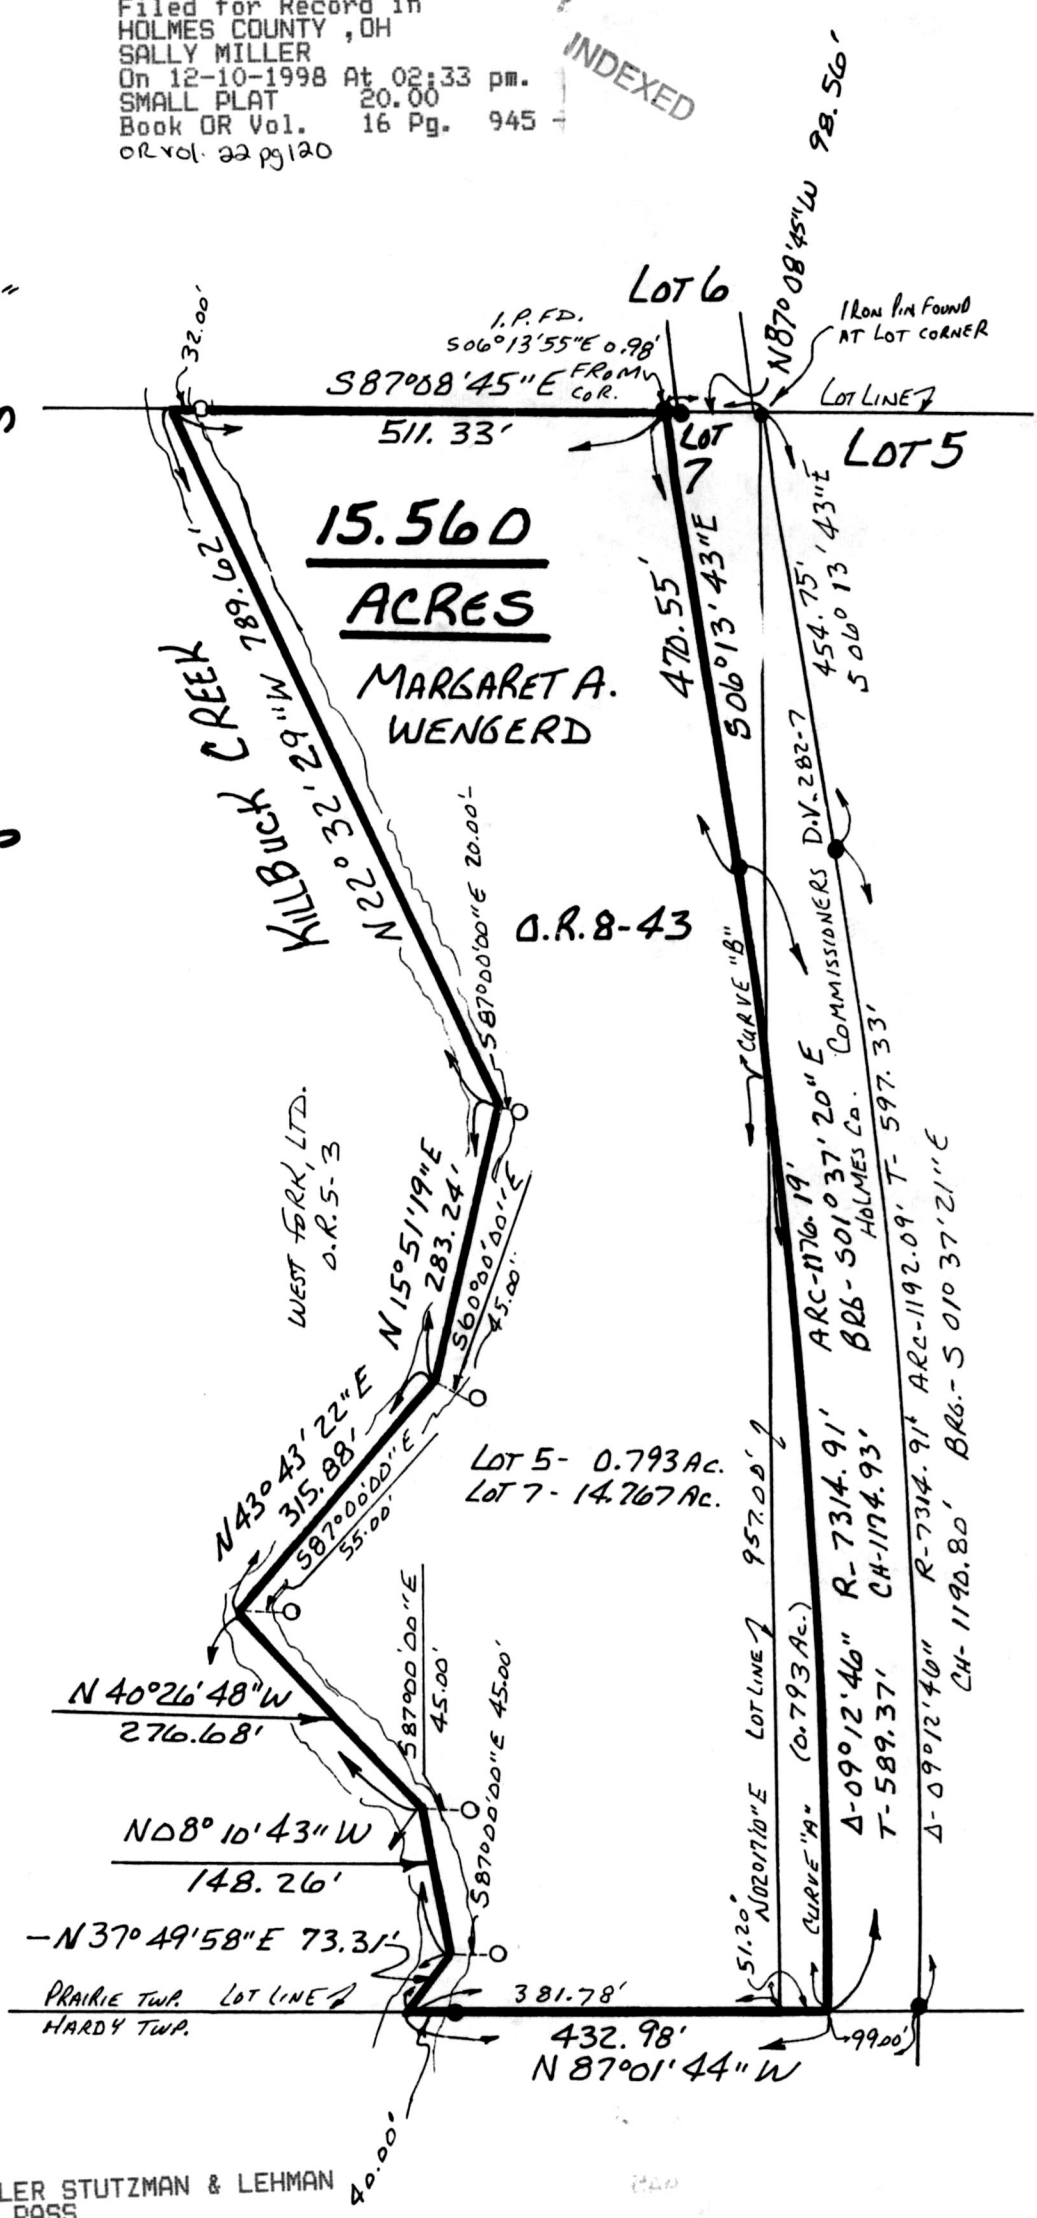 Filed for Record in
HOLMES COUNTY ,OH
SALLY MILLER
On 12-10-1998 At 02:33 pm.
SMALL PLAT 20.00
Book OR Vol. 16 Pg. 945 -
OR vol. 22 pg 120
INDEXED
N87°08'45"W 98.56'
LOT 6
32.00'
I.P. FD.
S06°13'55"E 0.98'
FROM
COR.
IRON PIN FOUND
AT LOT CORNER
S87°08'45"E
511.33'
LOT LINE
LOT
7
LOT 5
15.560
ACRES
MARGARET A.
WENGERD
789.62'
N 22° 32' 29" W
KILLBUCK CREEK
470.55'
S06°13'43"E
454.75'
S 06° 13' 43"E
S87°00'00"E 20.00'
O.R. 8-43
HOLMES Co. COMMISSIONERS D.V. 282-7
CURVE "B"
WEST FORK, LTD.
O.R. 5-3
N 15° 51' 19" E
283.24'
S60°00'00"E
45.00'
ARC-1176.19'
BRG- S01°37'20"E
T- 597.33'
ARC-1192.09'
BRG.- S 01° 37' 21" E
N43° 43' 22" E
315.88'
S87°00'00"E
55.00'
LOT 5- 0.793 Ac.
LOT 7- 14.767 Ac.
957.00'
R- 7314.91'
CH-1174.93'
R-7314.91'
CH- 1190.80'
N 40°26'48"W
276.68'
S87°00'00"E
45.00'
S87°00'00"E 45.00'
LOT LINE
N02°17'10"E
CURVE "A" (0.793 Ac.)
Δ-09°12'46"
T-589.37'
Δ-09°12'46"
N08°10'43"W
148.26'
N37°49'58"E 73.31'
51.20'
PRAIRIE TWP. LOT LINE
HARDY TWP.
381.78'
432.98'
N 87°01'44" W
99.00'
40.00'
LER STUTZMAN & LEHMAN
PASS